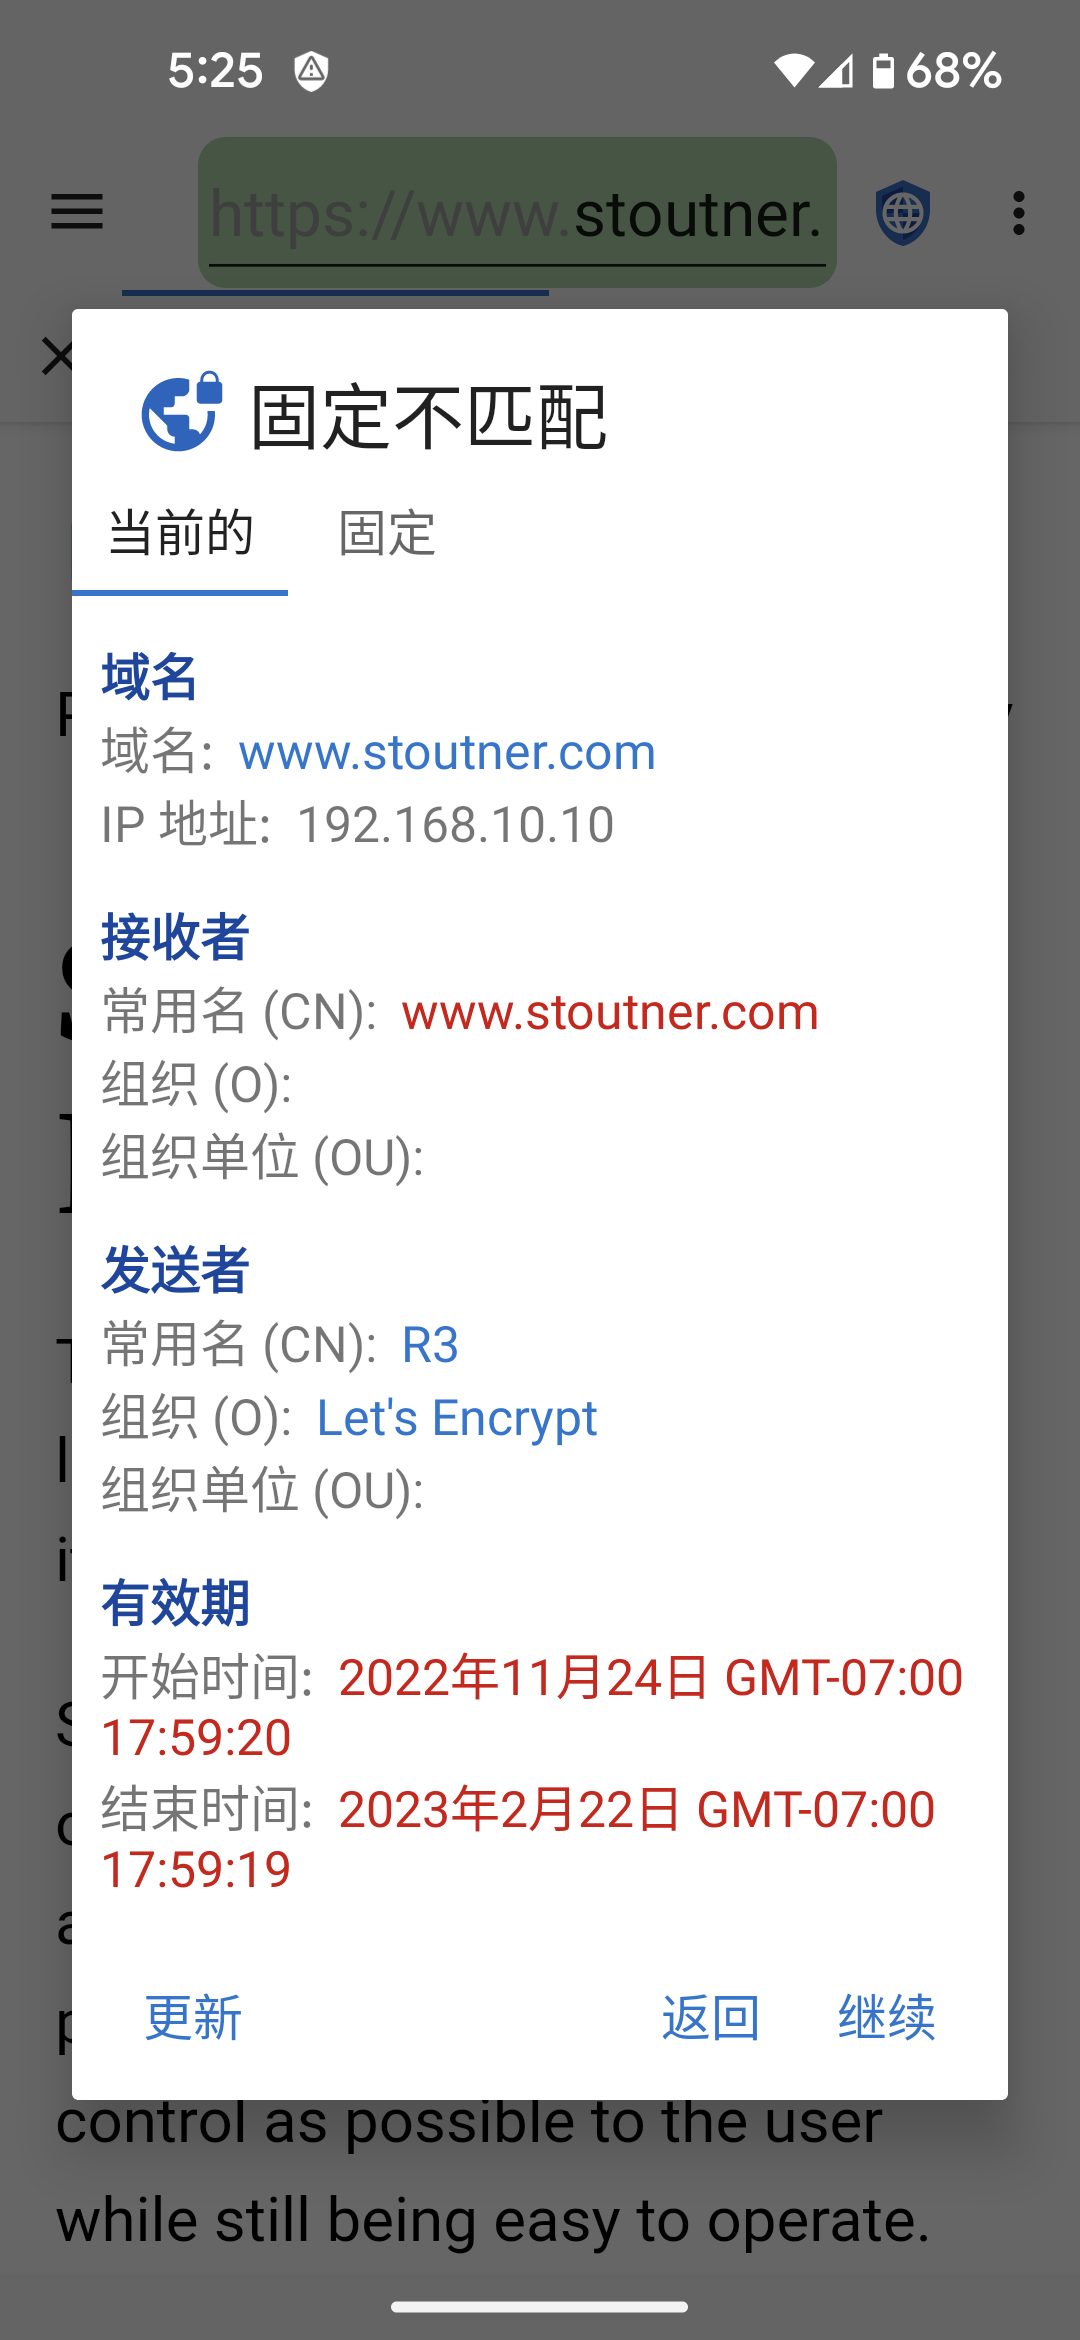 5:25
68%
https://www.stoutner.
固定不匹配
当前的 固定
域名
域名: www.stoutner.com
IP 地址: 192.168.10.10
接收者
常用名 (CN): www.stoutner.com
组织 (O):
组织单位 (OU):
发送者
常用名 (CN): R3
组织 (O): Let's Encrypt
组织单位 (OU):
有效期
开始时间: 2022年11月24日 GMT-07:00
17:59:20
结束时间: 2023年2月22日 GMT-07:00
17:59:19
更新 返回 继续
control as possible to the user
while still being easy to operate.